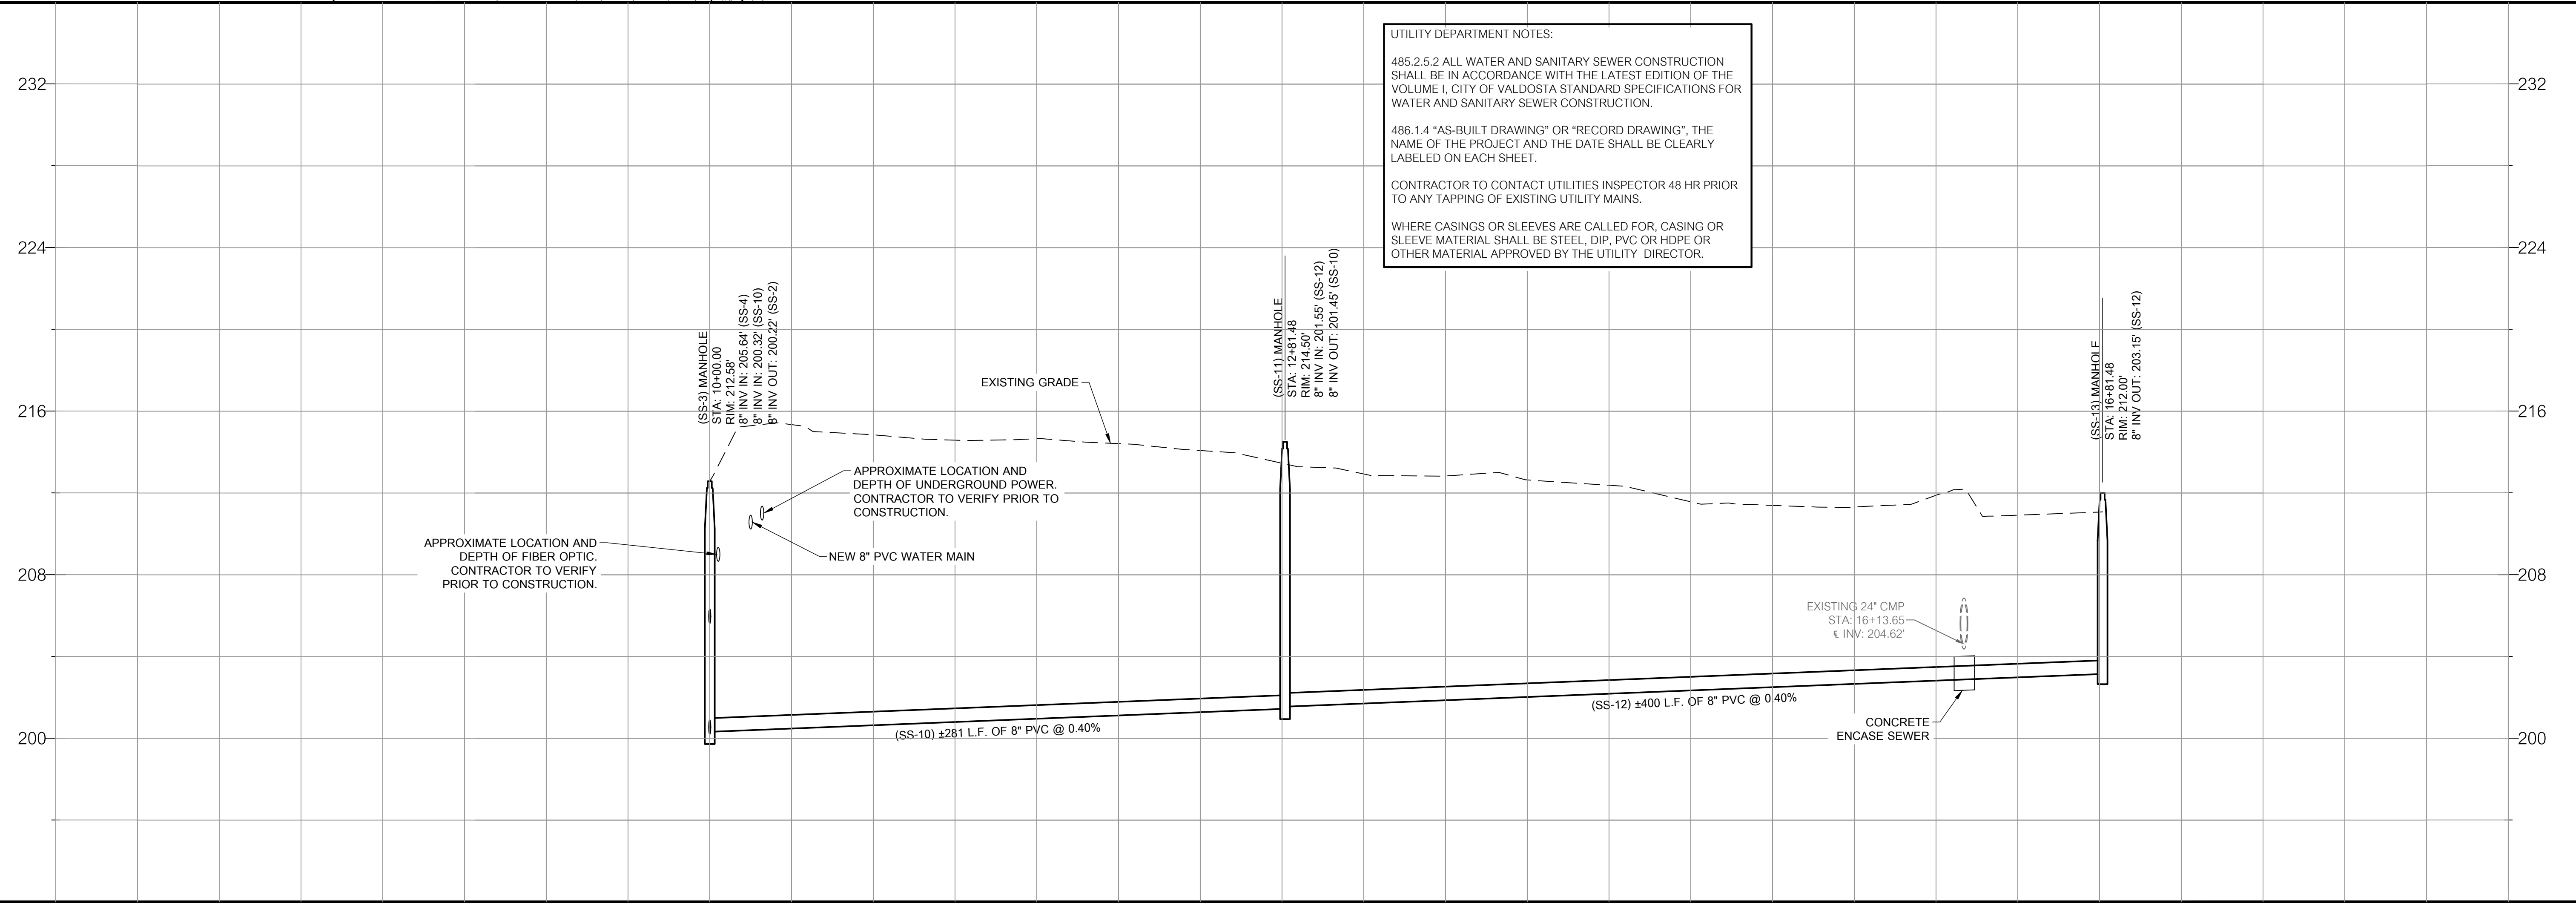 UTILITY DEPARTMENT NOTES:
485.2.5.2 ALL WATER AND SANITARY SEWER CONSTRUCTION
SHALL BE IN ACCORDANCE WITH THE LATEST EDITION OF THE
VOLUME I, CITY OF VALDOSTA STANDARD SPECIFICATIONS FOR
WATER AND SANITARY SEWER CONSTRUCTION.
486.1.4 “AS-BUILT DRAWING” OR “RECORD DRAWING”, THE
NAME OF THE PROJECT AND THE DATE SHALL BE CLEARLY
LABELED ON EACH SHEET.
CONTRACTOR TO CONTACT UTILITIES INSPECTOR 48 HR PRIOR
TO ANY TAPPING OF EXISTING UTILITY MAINS.
WHERE CASINGS OR SLEEVES ARE CALLED FOR, CASING OR
SLEEVE MATERIAL SHALL BE STEEL, DIP, PVC OR HDPE OR
OTHER MATERIAL APPROVED BY THE UTILITY DIRECTOR.
232
224
216
208
200
(SS-3) MANHOLE
STA: 10+00.00
RIM: 212.58'
8" INV IN: 205.64' (SS-4)
8" INV IN: 200.32' (SS-10)
8" INV OUT: 200.22' (SS-2)
EXISTING GRADE
APPROXIMATE LOCATION AND
DEPTH OF UNDERGROUND POWER.
CONTRACTOR TO VERIFY PRIOR TO
CONSTRUCTION.
NEW 8" PVC WATER MAIN
APPROXIMATE LOCATION AND
DEPTH OF FIBER OPTIC.
CONTRACTOR TO VERIFY
PRIOR TO CONSTRUCTION.
(SS-10) ±281 L.F. OF 8" PVC @ 0.40%
(SS-11) MANHOLE
STA: 12+81.48
RIM: 214.50'
8" INV IN: 201.55' (SS-12)
8" INV OUT: 201.45' (SS-10)
(SS-12) ±400 L.F. OF 8" PVC @ 0.40%
EXISTING 24" CMP
STA: 16+13.65
℄ INV: 204.62'
CONCRETE
ENCASE SEWER
(SS-13) MANHOLE
STA: 16+81.48
RIM: 212.00'
8" INV OUT: 203.15' (SS-12)
232
224
216
208
200